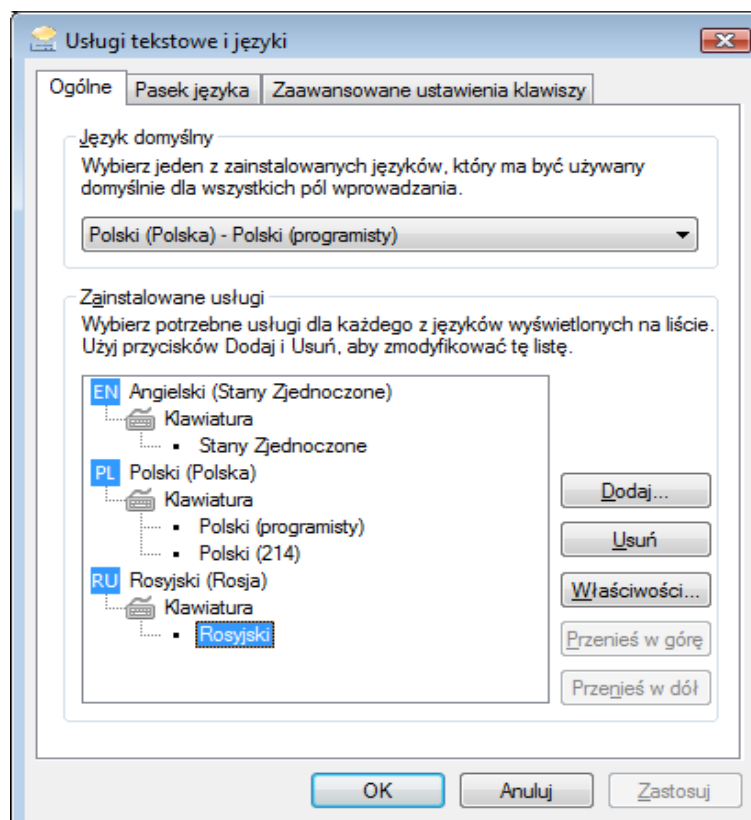 Usługi tekstowe i języki
Ogólne
Pasek języka
Zaawansowane ustawienia klawiszy
Język domyślny
Wybierz jeden z zainstalowanych języków, który ma być używany
domyślnie dla wszystkich pól wprowadzania.
Polski (Polska) - Polski (programisty)
Zainstalowane usługi
Wybierz potrzebne usługi dla każdego z języków wyświetlonych na liście.
Użyj przycisków Dodaj i Usuń, aby zmodyfikować tę listę.
EN Angielski (Stany Zjednoczone)
Klawiatura
Stany Zjednoczone
PL Polski (Polska)
Klawiatura
Polski (programisty)
Polski (214)
RU Rosyjski (Rosja)
Klawiatura
Rosyjski
Dodaj...
Usuń
Właściwości...
Przenieś w górę
Przenieś w dół
OK
Anuluj
Zastosuj